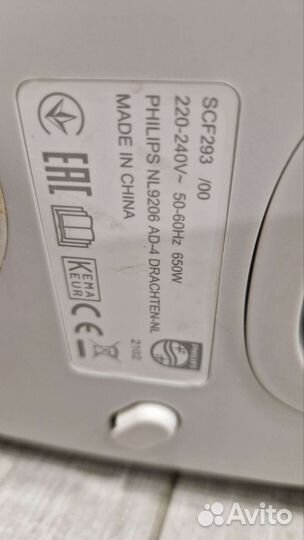 SCF293 /00
220-240V~ 50-60Hz 650W
PHILIPS NL9206 AD-4 DRACHTEN-NL
MADE IN CHINA
2102
PHILIPS
EAC
KEMA
KEUR
CE
Avito